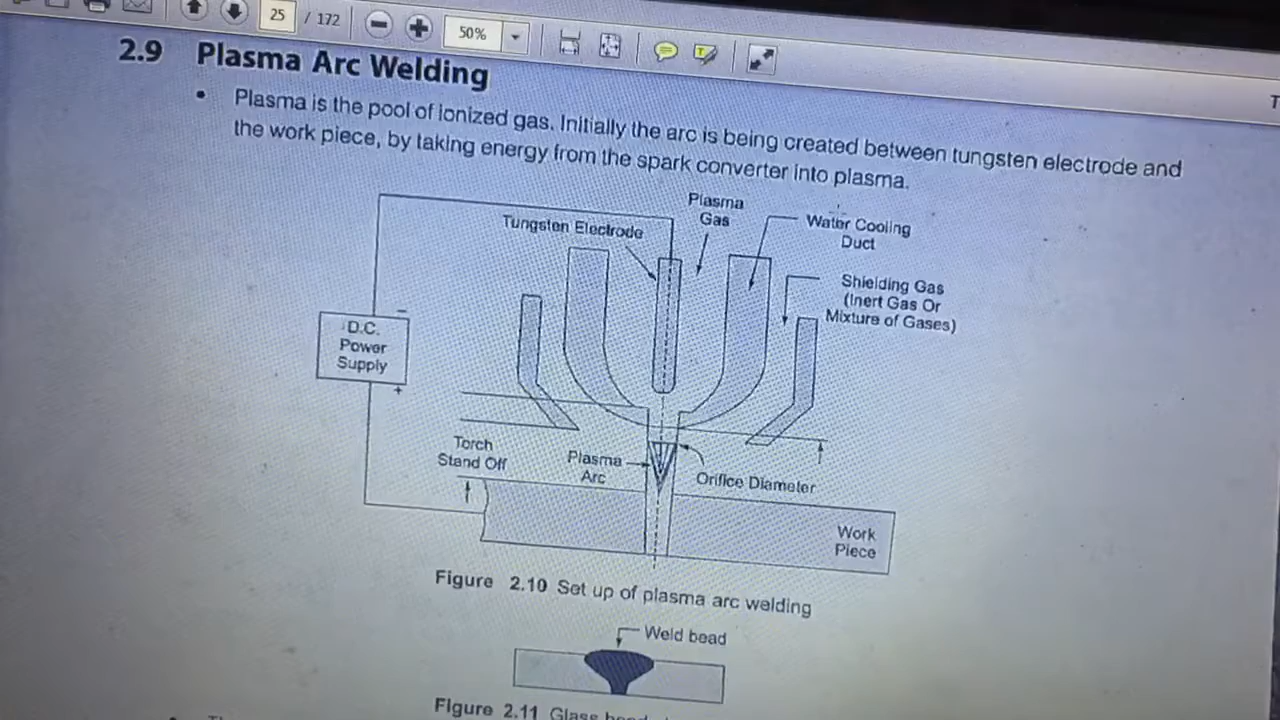 25 / 172
50%
T
2.9 Plasma Arc Welding
• Plasma is the pool of ionized gas. Initially the arc is being created between tungsten electrode and
the work piece, by taking energy from the spark converter into plasma.
Plasma
Gas
Tungsten Electrode
Water Cooling
Duct
Shielding Gas
(Inert Gas Or
Mixture of Gases)
–
D.C.
Power
Supply
+
Torch
Stand Off
Plasma
Arc
Orifice Diameter
Work
Piece
Figure 2.10 Set up of plasma arc welding
Weld bead
Figure 2.11 Glass